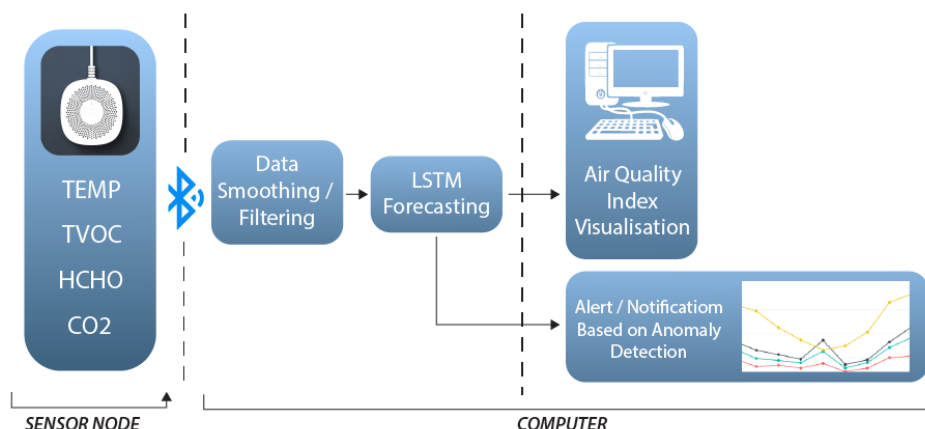 TEMP
TVOC
HCHO
CO2
SENSOR NODE
Data
Smoothing /
Filtering
LSTM
Forecasting
Air Quality
Index
Visualisation
Alert / Notificatiom
Based on Anomaly
Detection
COMPUTER